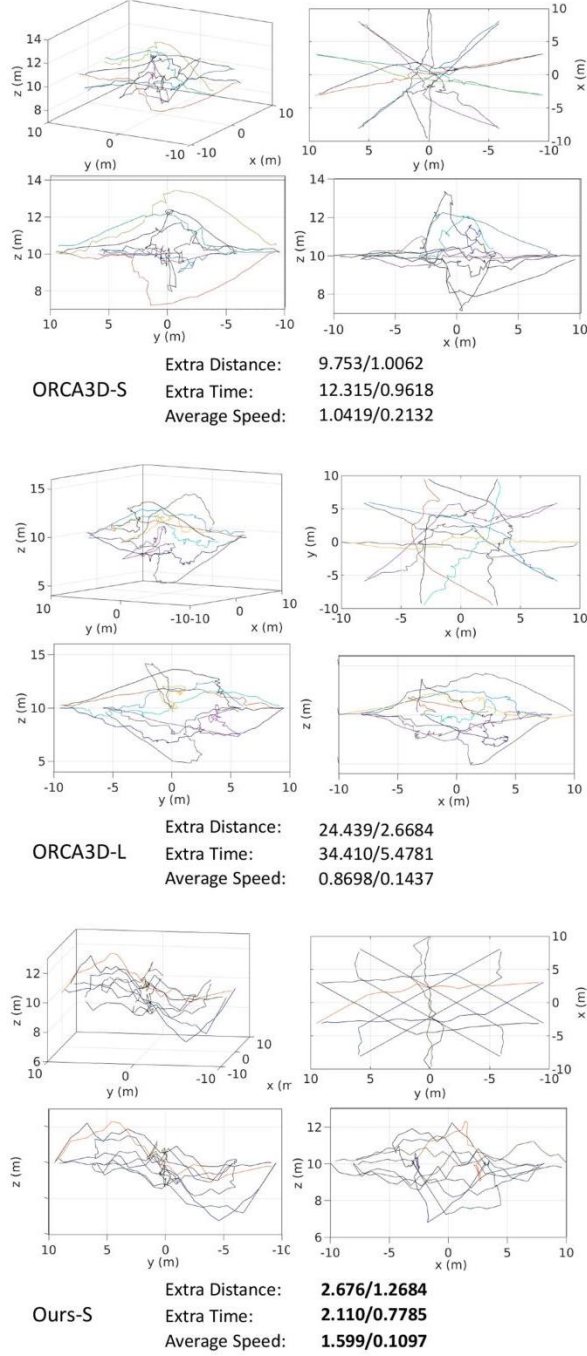 14
12
10
8
z (m)
10
0
-10
y (m)
-10
0
10
x (m)
10
5
0
-5
-10
x (m)
10
5
0
-5
-10
y (m)
14
12
10
8
z (m)
10
5
0
-5
-10
y (m)
14
12
10
8
z (m)
-10
-5
0
5
10
x (m)
ORCA3D-S
Extra Distance: 9.753/1.0062
Extra Time: 12.315/0.9618
Average Speed: 1.0419/0.2132
15
10
5
z (m)
10
0
-10
y (m)
-10
0
10
x (m)
10
5
0
-5
-10
y (m)
-10
-5
0
5
10
x (m)
15
10
5
z (m)
-10
-5
0
5
10
y (m)
z (m)
-10
-5
0
5
10
x (m)
ORCA3D-L
Extra Distance: 24.439/2.6684
Extra Time: 34.410/5.4781
Average Speed: 0.8698/0.1437
12
10
8
6
z (m)
10
0
-10
y (m)
-10
0
10
x (m
10
5
0
-5
-10
x (m)
10
5
0
-5
-10
y (m)
z (m)
10
5
0
-5
-10
y (m)
12
10
8
6
z (m)
-10
-5
0
5
10
x (m)
Ours-S
Extra Distance: 2.676/1.2684
Extra Time: 2.110/0.7785
Average Speed: 1.599/0.1097